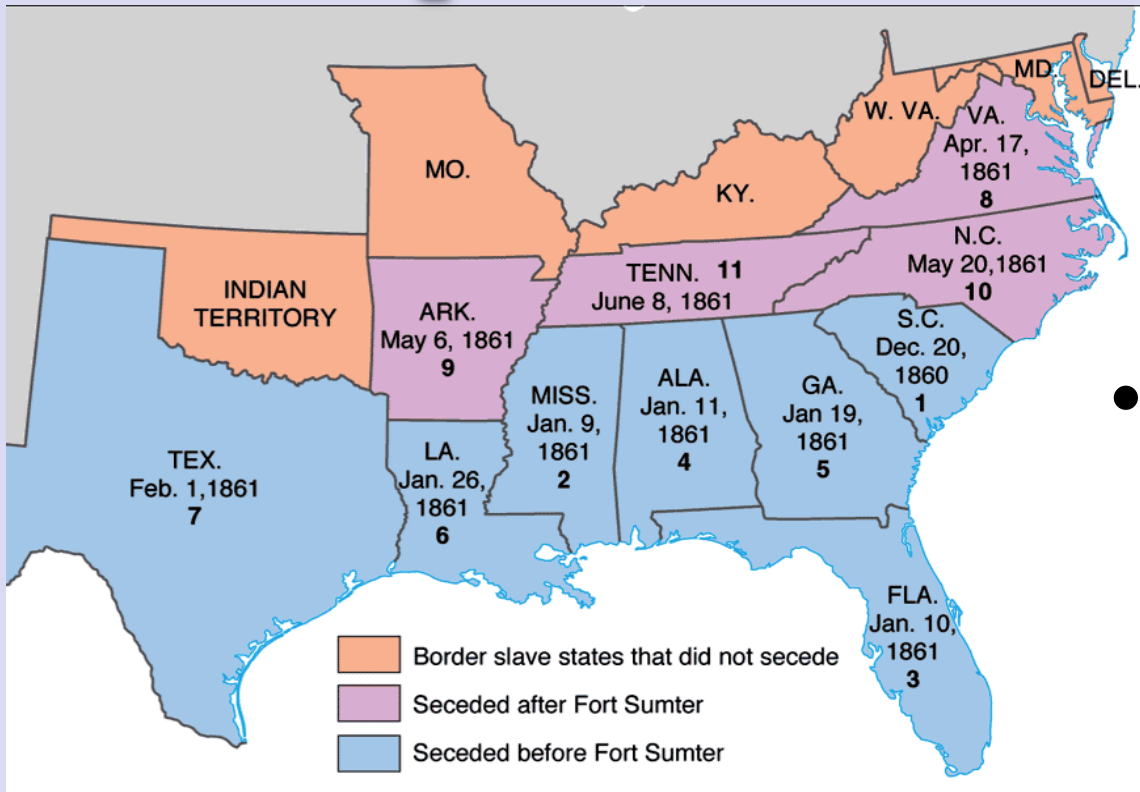 MD.
DEL.
W. VA.
VA.
Apr. 17,
1861
8
MO.
KY.
N.C.
May 20,1861
10
TENN. 11
June 8, 1861
INDIAN
TERRITORY
ARK.
May 6, 1861
9
S.C.
Dec. 20,
1860
1
MISS.
Jan. 9,
1861
2
ALA.
Jan. 11,
1861
4
GA.
Jan 19,
1861
5
TEX.
Feb. 1,1861
7
LA.
Jan. 26,
1861
6
FLA.
Jan. 10,
1861
3
Border slave states that did not secede
Seceded after Fort Sumter
Seceded before Fort Sumter